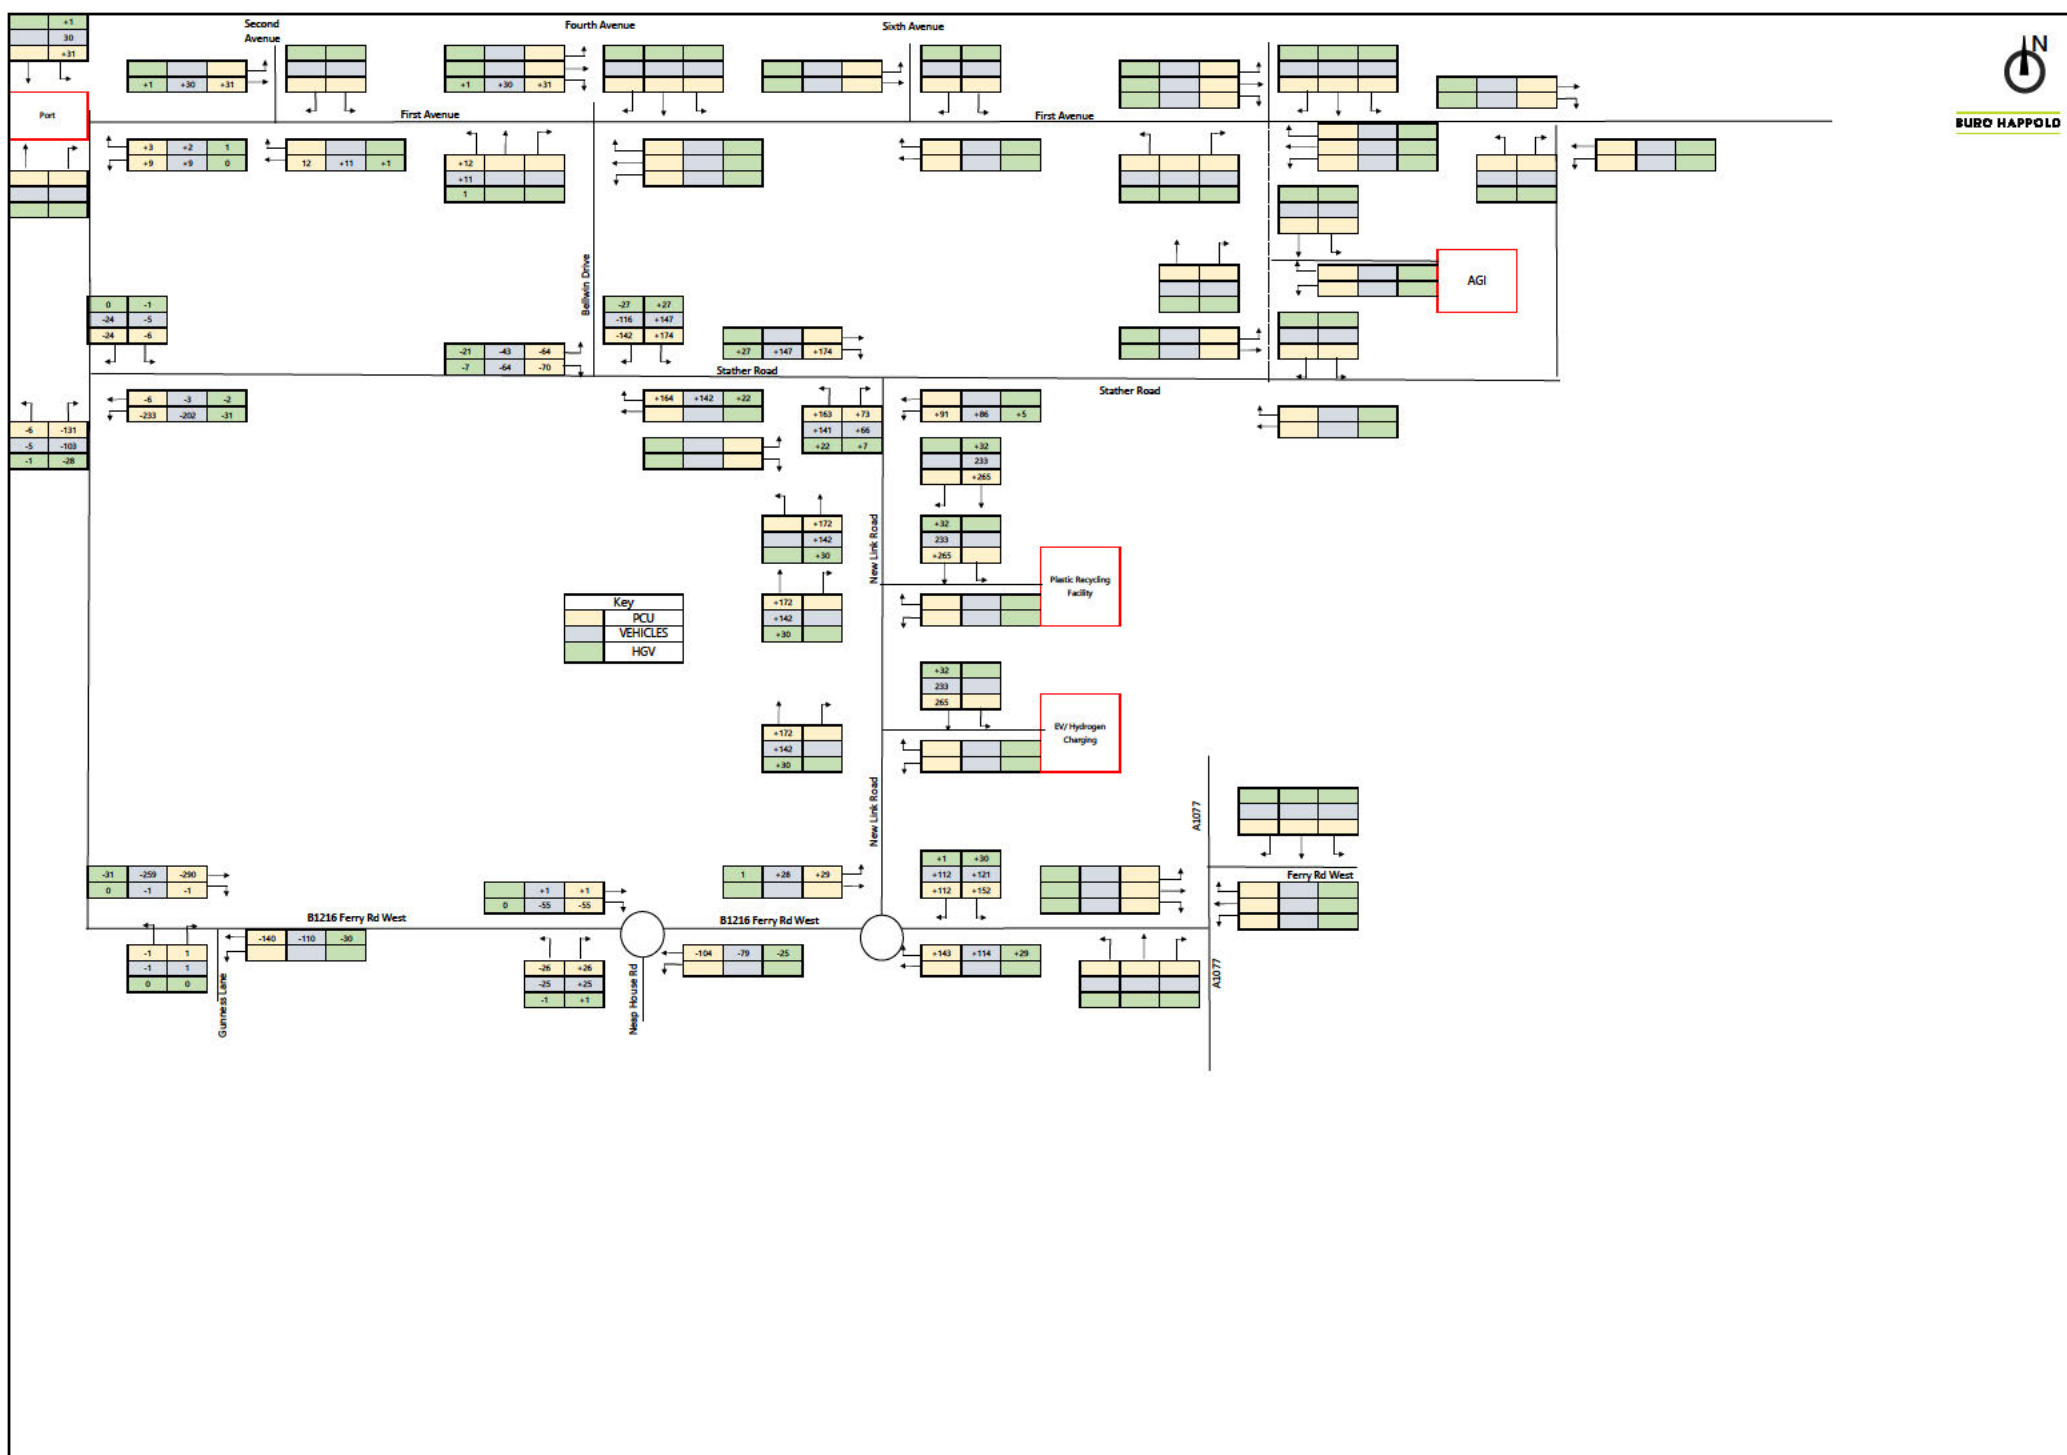 +1
30
+31
Second
Avenue
Fourth Avenue
Sixth Avenue
N
BURO HAPPOLD
+1 +30 +31
+1 +30 +31
Port
First Avenue
First Avenue
+3 +2 1
+9 +9 0
12 +11 +1
+12
+11
1
Bellwin Drive
AGI
0 -1
-24 -5
-24 -6
-27 +27
-116 +147
-142 +174
-21 -43 -64
-7 -64 -70
+27 +147 +174
Stather Road
Stather Road
-6 -3 -2
-233 -202 -31
-6 -131
-5 -103
-1 -28
+164 +142 +22
+163 +73
+141 +66
+22 +7
+91 +86 +5
+32
233
+265
+172
+142
+30
New Link Road
+32
233
+265
Plastic Recycling
Facility
Key
PCU
VEHICLES
HGV
+172
+142
+30
+32
233
265
EV/ Hydrogen
Charging
+172
+142
+30
New Link Road
A1077
-31 -259 -290
0 -1 -1
+1 +1
0 -55 -55
1 +28 +29
+1 +30
+112 +121
+112 +152
Ferry Rd West
B1216 Ferry Rd West
B1216 Ferry Rd West
-1 1
-1 1
0 0
Gunness Lane
-140 -110 -30
-26 +26
-25 +25
-1 +1
Neap House Rd
-104 -79 -25
+143 +114 +29
A1077